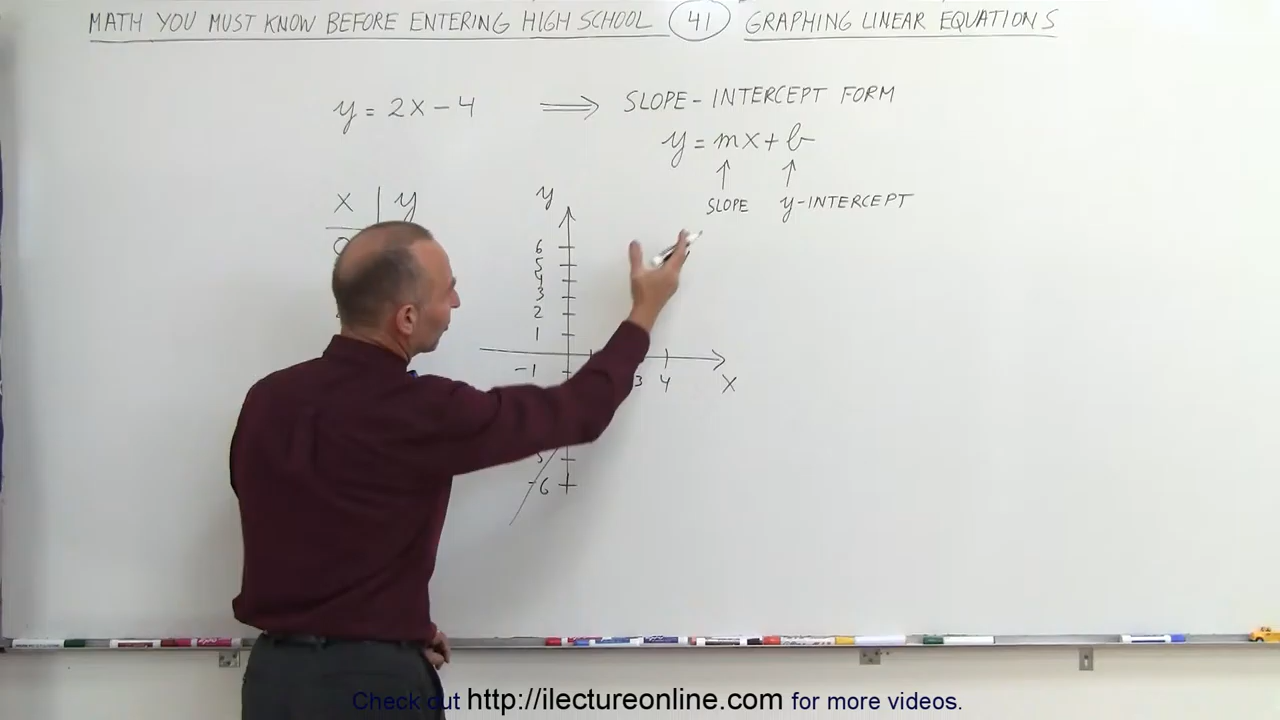 MATH YOU MUST KNOW BEFORE ENTERING HIGH SCHOOL 41 GRAPHING LINEAR EQUATIONS
y = 2x - 4 ⟹ SLOPE-INTERCEPT FORM
y = mx + b
↑ ↑
SLOPE y-INTERCEPT
x | y
0
y
6
5
4
3
2
1
-1
3 4
x
5
-6
Check out http://ilectureonline.com for more videos.